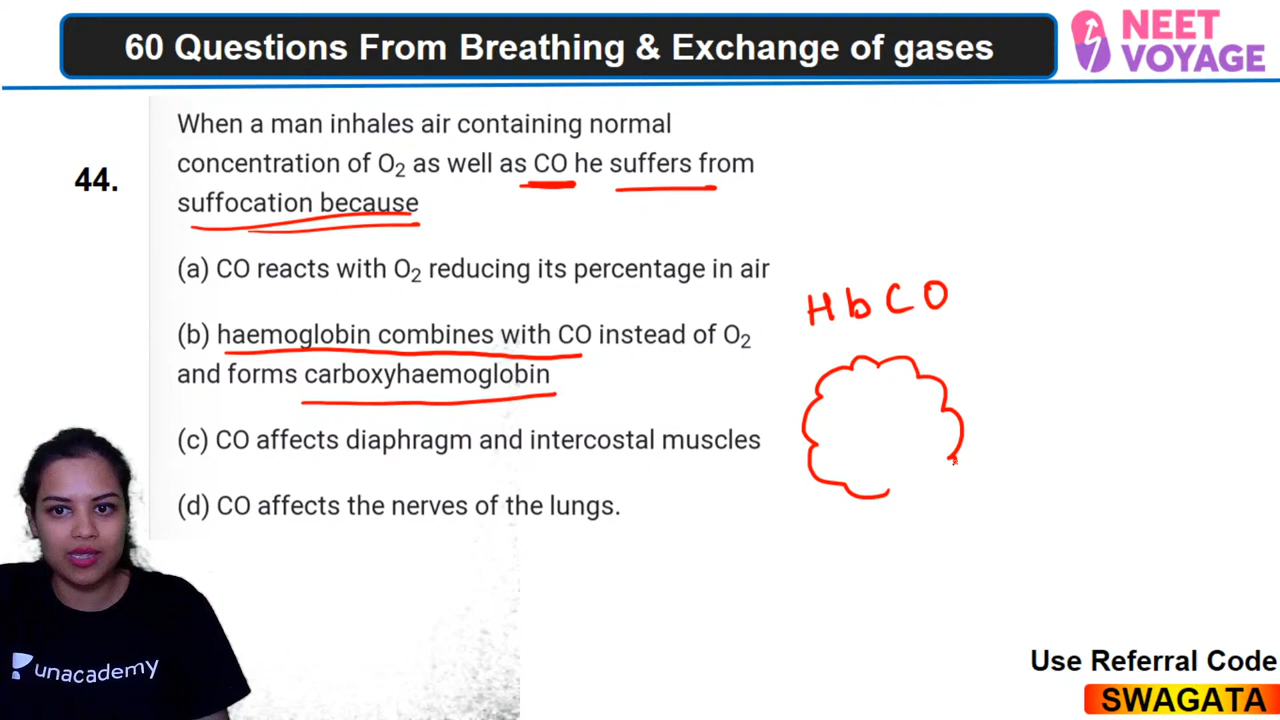 60 Questions From Breathing & Exchange of gases
NEET
VOYAGE
44.
When a man inhales air containing normal
concentration of O₂ as well as CO he suffers from
suffocation because
(a) CO reacts with O₂ reducing its percentage in air
(b) haemoglobin combines with CO instead of O₂
and forms carboxyhaemoglobin
(c) CO affects diaphragm and intercostal muscles
(d) CO affects the nerves of the lungs.
HbCO
unacademy
Use Referral Code
SWAGATA